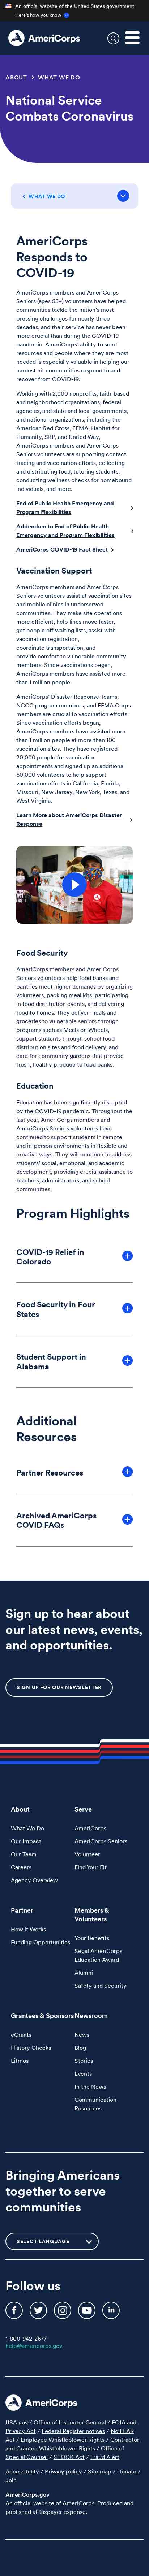 An official website of the United States government
Here's how you know
AmeriCorps
ABOUT > WHAT WE DO
National Service
Combats Coronavirus
WHAT WE DO
AmeriCorps
Responds to
COVID-19
AmeriCorps members and AmeriCorps
Seniors (ages 55+) volunteers have helped
communities tackle the nation's most
pressing challenges for nearly three
decades, and their service has never been
more crucial than during the COVID-19
pandemic. AmeriCorps' ability to send
resources and people where they are most
needed is especially valuable in helping our
hardest hit communities respond to and
recover from COVID-19.
Working with 2,000 nonprofits, faith-based
and neighborhood organizations, federal
agencies, and state and local governments,
and national organizations, including the
American Red Cross, FEMA, Habitat for
Humanity, SBP, and United Way,
AmeriCorps members and AmeriCorps
Seniors volunteers are supporting contact
tracing and vaccination efforts, collecting
and distributing food, tutoring students,
conducting wellness checks for homebound
individuals, and more.
End of Public Health Emergency and
Program Flexibilities
Addendum to End of Public Health
Emergency and Program Flexibilities
AmeriCorps COVID-19 Fact Sheet
Vaccination Support
AmeriCorps members and AmeriCorps
Seniors volunteers assist at vaccination sites
and mobile clinics in underserved
communities. They make site operations
more efficient, help lines move faster,
get people off waiting lists, assist with
vaccination registration,
coordinate transportation, and
provide comfort to vulnerable community
members. Since vaccinations began,
AmeriCorps members have assisted more
than 1 million people.
AmeriCorps' Disaster Response Teams,
NCCC program members, and FEMA Corps
members are crucial to vaccination efforts.
Since vaccination efforts began,
AmeriCorps members have assisted more
than 1 million people at more than 100
vaccination sites. They have registered
20,000 people for vaccination
appointments and signed up an additional
60,000 volunteers to help support
vaccination efforts in California, Florida,
Missouri, New Jersey, New York, Texas, and
West Virginia.
Learn More about AmeriCorps Disaster
Response
Food Security
AmeriCorps members and AmeriCorps
Seniors volunteers help food banks and
pantries meet the urgent need in creative
ways. They increase capacity by organizing
volunteers, preparing meal kits, participating
in food distribution events, and delivering
food to homes. They also deliver meals and
groceries to vulnerable seniors through
programs such as Meals on Wheels,
support students through school food
distribution sites and food delivery, and
care for community gardens that provide
fresh, healthy produce to food banks.
Education
Education has been significantly disrupted
by the COVID-19 pandemic. Throughout the
last year, AmeriCorps members and
AmeriCorps Seniors volunteers have been
and continue to support students in remote
and in-person environments that are flexible
and creative. They will continue to address
students' social, emotional, and academic
development, providing crucial assistance to
teachers, administrators, and school
communities.
Program Highlights
COVID-19 Relief in
Colorado
Food Security in Four
States
Student Support in
Alabama
Additional
Resources
Partner Resources
Archived AmeriCorps
COVID FAQs
Sign up to hear about
our latest news, events,
and opportunities.
SIGN UP FOR OUR NEWSLETTER
About
What We Do
Our Impact
Our Team
Careers
Agency Overview
Serve
AmeriCorps
AmeriCorps Seniors
Volunteer
Find Your Fit
Partner
How it Works
Funding Opportunities
Members &
Volunteers
Your Benefits
Segal AmeriCorps
Education Award
Alumni
Safety and Security
Grantees & Sponsors
eGrants
History Checks
Litmos
Newsroom
News
Blog
Stories
Events
In the News
Communication
Resources
Bringing Americans
together to serve
communities
SELECT LANGUAGE
Follow us
1-800-942-2677
help@americorps.gov
AmeriCorps
USA.gov / Office of Inspector General / FOIA and
Privacy Act / Federal Register notices / No FEAR
Act / Employee Whistleblower Rights / Contractor
and Grantee Whistleblower Rights / Office of
Special Counsel / STOCK Act / Fraud Alert
Accessibility / Privacy policy / Site map / Donate /
Join
AmeriCorps.gov
An official website of AmeriCorps. Produced and
published at taxpayer expense.